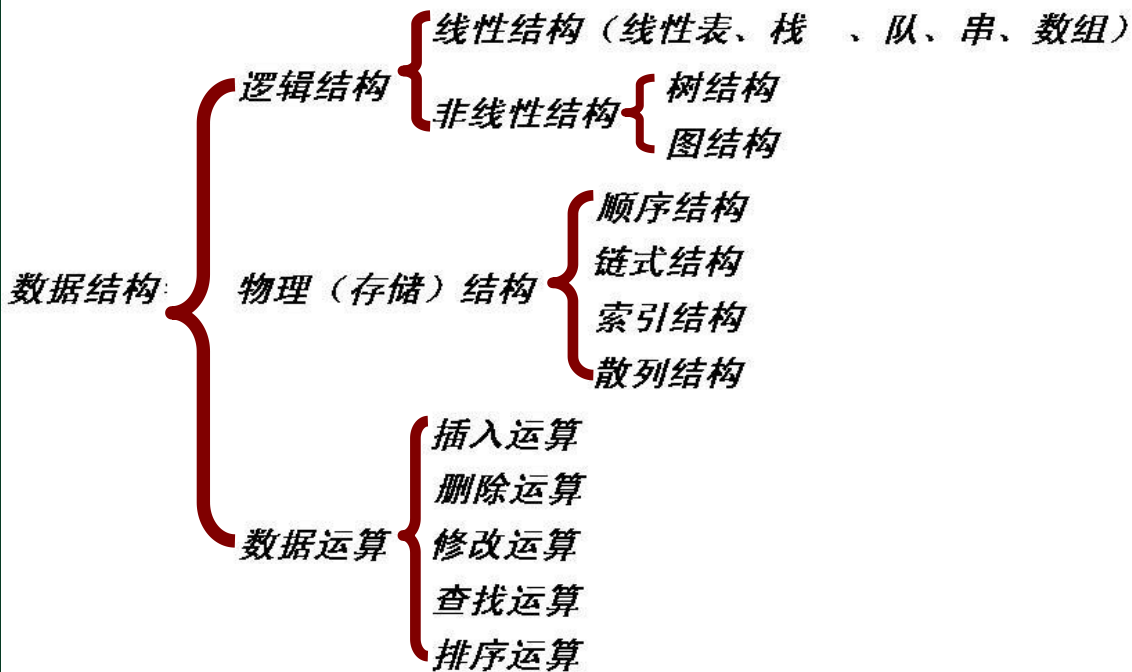 线性结构（线性表、栈 、队、串、数组）
逻辑结构
非线性结构
树结构
图结构
顺序结构
链式结构
数据结构
物理（存储）结构
索引结构
散列结构
插入运算
删除运算
数据运算
修改运算
查找运算
排序运算